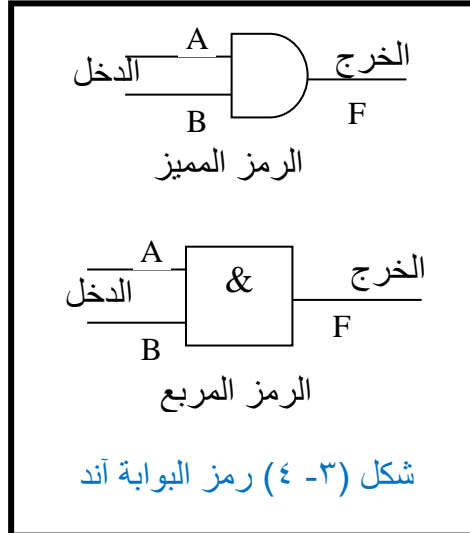 A
الخرج
الدخل
B
F
الرمز المميز
A
&
الخرج
الدخل
B
F
الرمز المربع
شكل (٣- ٤) رمز البوابة آند